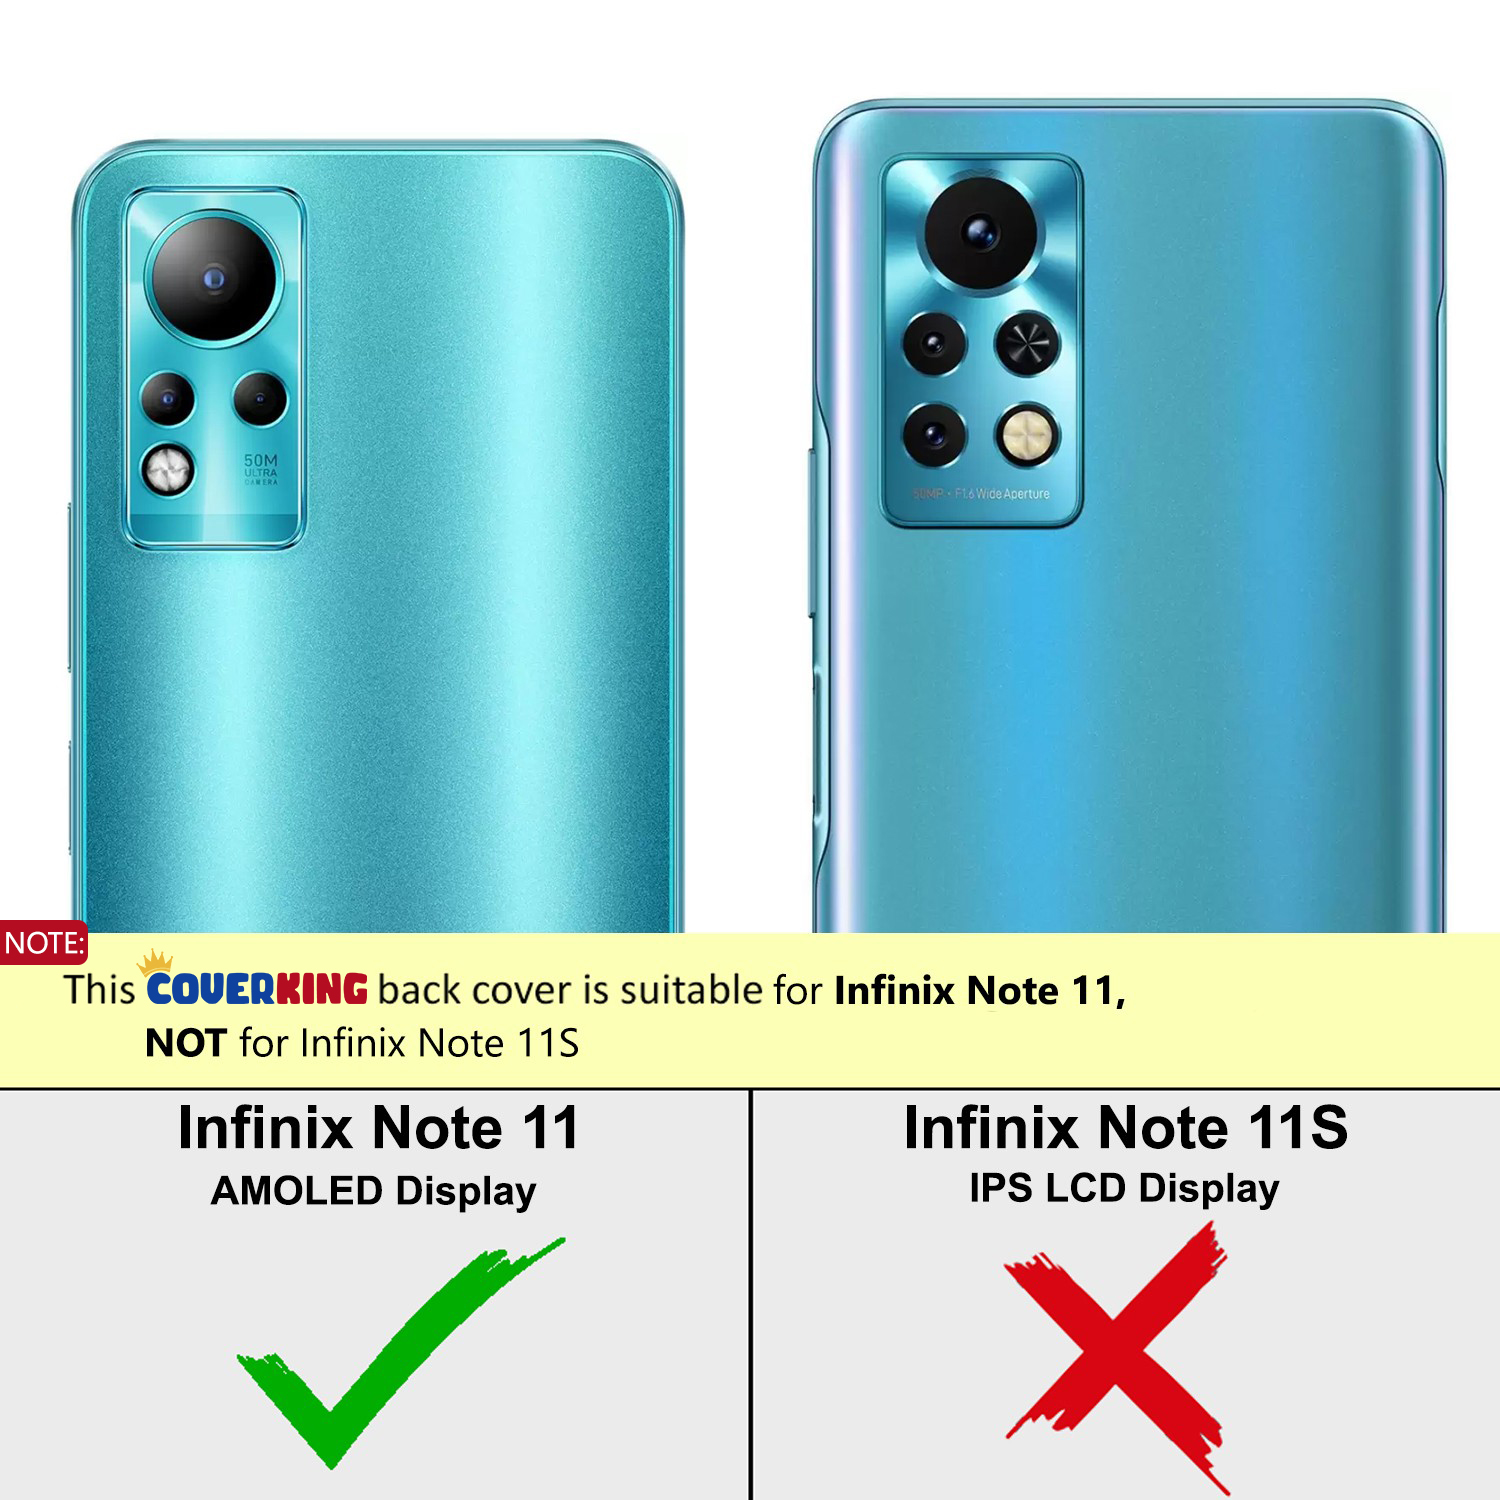 50M
ULTRA
CAMERA
50MP - F1.6 Wide Aperture
NOTE:
This COVERKING back cover is suitable for Infinix Note 11,
NOT for Infinix Note 11S
Infinix Note 11
AMOLED Display
Infinix Note 11S
IPS LCD Display